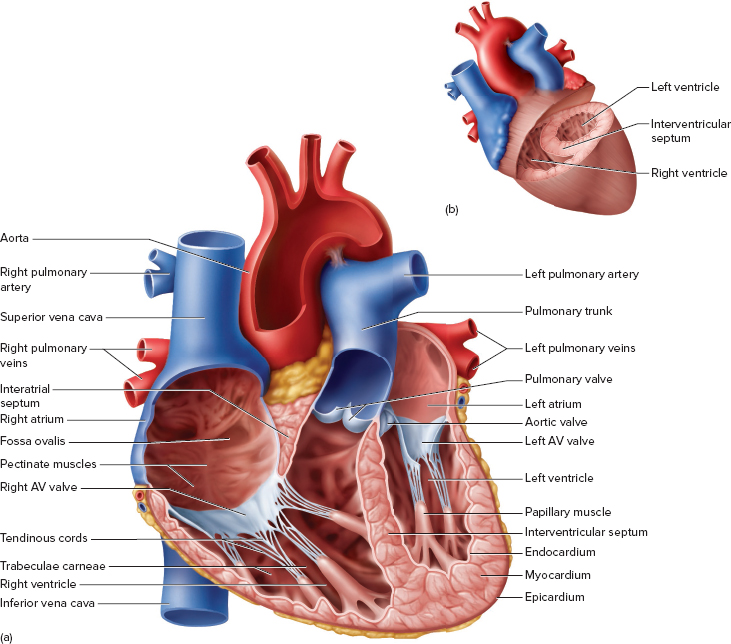 Left ventricle
Interventricular
septum
Right ventricle
(b)
Aorta
Right pulmonary
artery
Superior vena cava
Right pulmonary
veins
Interatrial
septum
Right atrium
Fossa ovalis
Pectinate muscles
Right AV valve
Tendinous cords
Trabeculae carneae
Right ventricle
Inferior vena cava
Left pulmonary artery
Pulmonary trunk
Left pulmonary veins
Pulmonary valve
Left atrium
Aortic valve
Left AV valve
Left ventricle
Papillary muscle
Interventricular septum
Endocardium
Myocardium
Epicardium
(a)